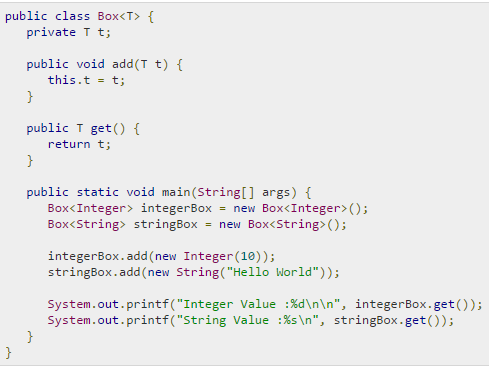 public class Box<T> {
   private T t;

   public void add(T t) {
      this.t = t;
   }

   public T get() {
      return t;
   }

   public static void main(String[] args) {
      Box<Integer> integerBox = new Box<Integer>();
      Box<String> stringBox = new Box<String>();

      integerBox.add(new Integer(10));
      stringBox.add(new String("Hello World"));

      System.out.printf("Integer Value :%d\n\n", integerBox.get());
      System.out.printf("String Value :%s\n", stringBox.get());
   }
}